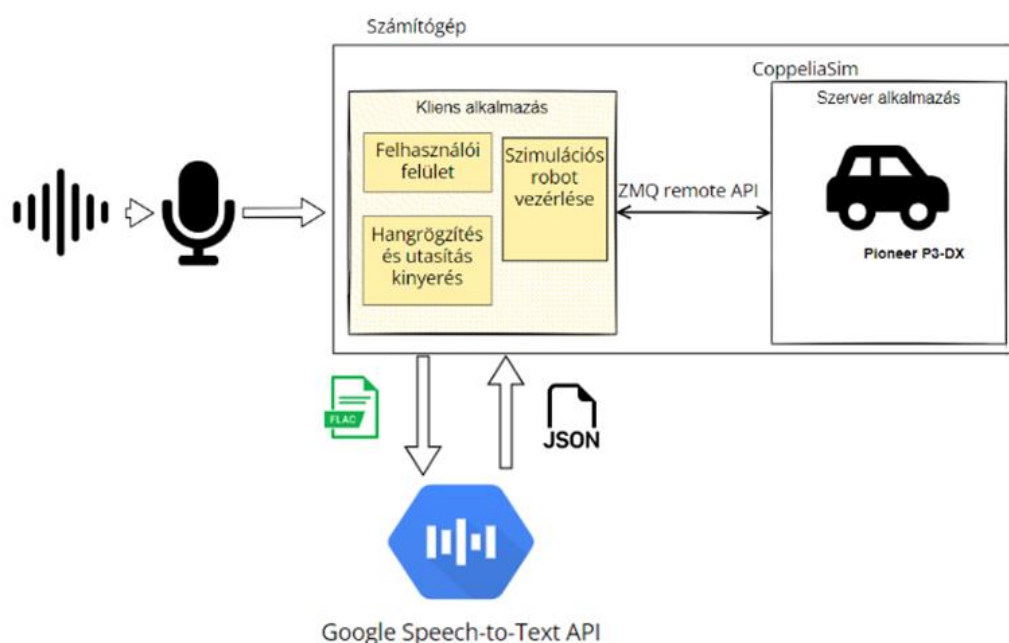 Számítógép
CoppeliaSim
Kliens alkalmazás
Szerver alkalmazás
Felhasználói
felület
Szimulációs
robot
vezérlése
ZMQ remote API
Hangrögzítés
és utasítás
kinyerés
Pioneer P3-DX
FLAC
JSON
Google Speech-to-Text API